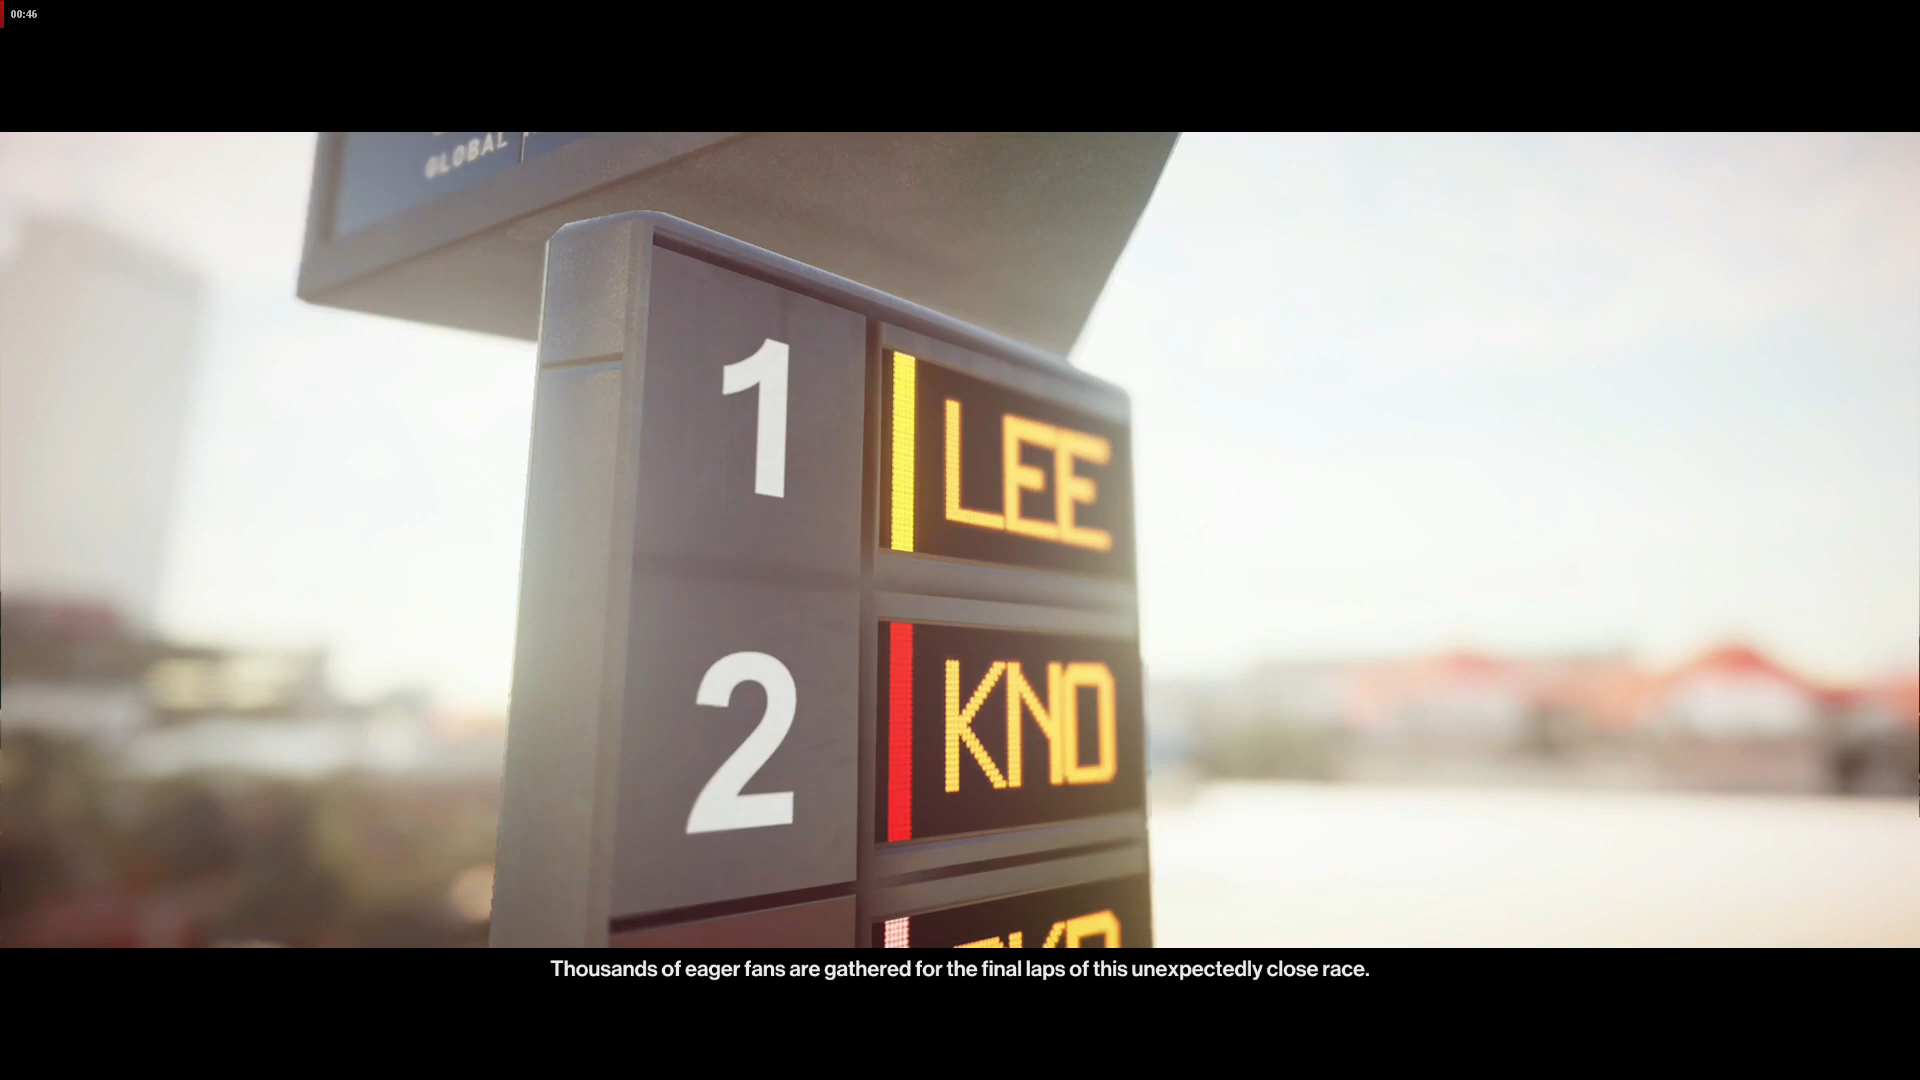 00:46
GLOBAL
1 LEE
2 KNO
Thousands of eager fans are gathered for the final laps of this unexpectedly close race.